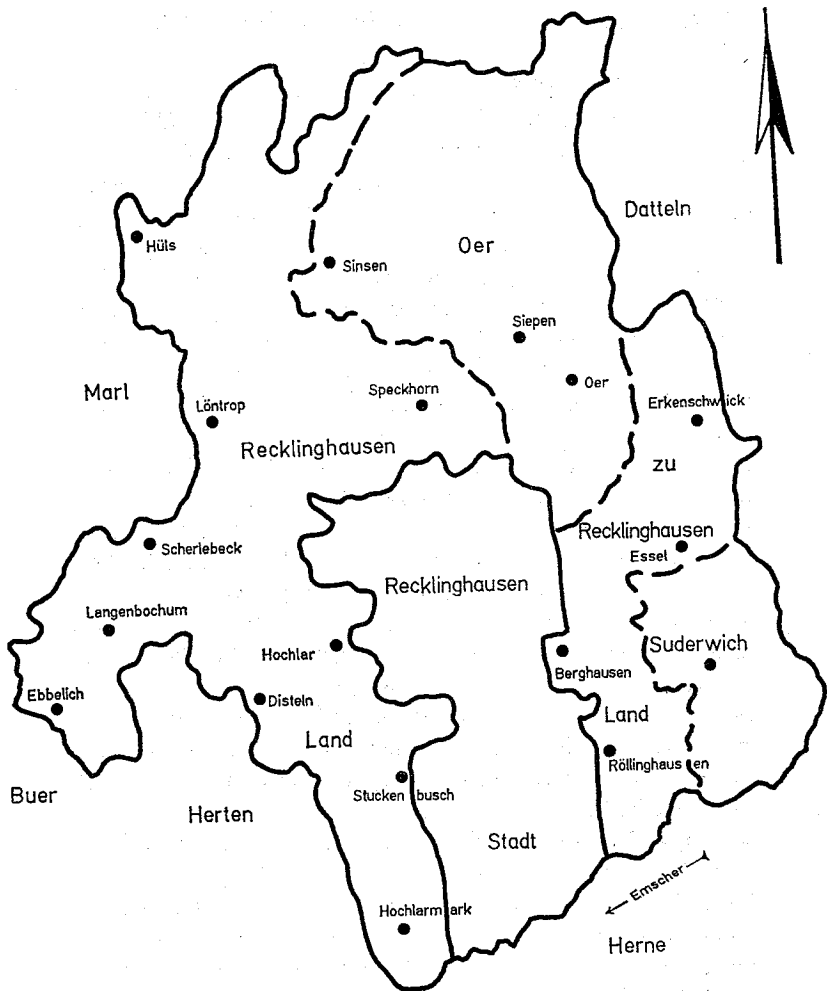 Datteln
Hüls
Oer
Sinsen
Siepen
Oer
Marl
Speckhorn
Löntrop
Erkenschwick
Recklinghausen
zu
Recklinghausen
Scherlebeck
Essel
Recklinghausen
Langenbochum
Hochlar
Suderwich
Berghausen
Ebbelich
Disteln
Land
Land
Röllinghausen
Stuckenbusch
Buer
Herten
Stadt
Emscher
Hochlarmark
Herne